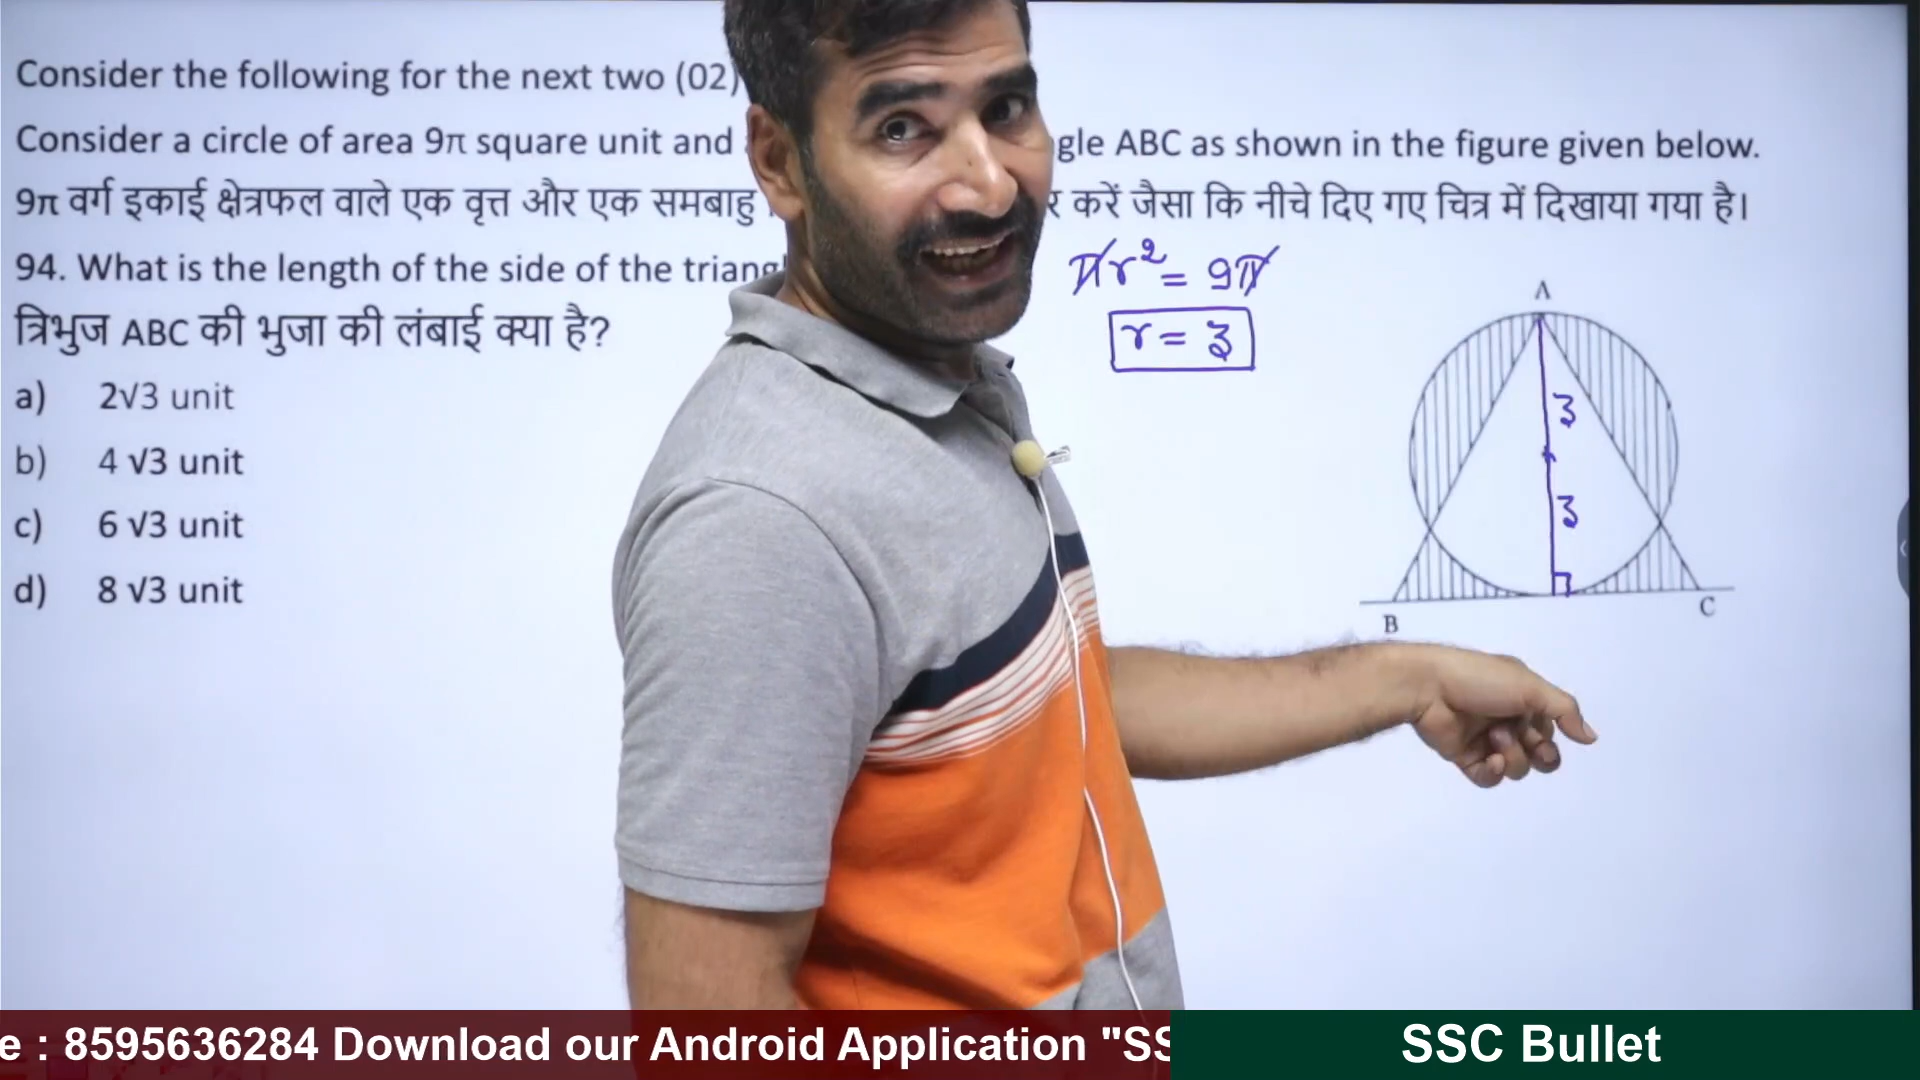 Consider the following for the next two (02)
Consider a circle of area 9π square unit and gle ABC as shown in the figure given below.
9π वर्ग इकाई क्षेत्रफल वाले एक वृत्त और एक समबाहु र करें जैसा कि नीचे दिए गए चित्र में दिखाया गया है।
94. What is the length of the side of the triangl
πr² = 9π
त्रिभुज ABC की भुजा की लंबाई क्या है?
r = 3
a) 2√3 unit
b) 4 √3 unit
c) 6 √3 unit
d) 8 √3 unit
A
3
3
B
C
e : 8595636284 Download our Android Application "SS
SSC Bullet